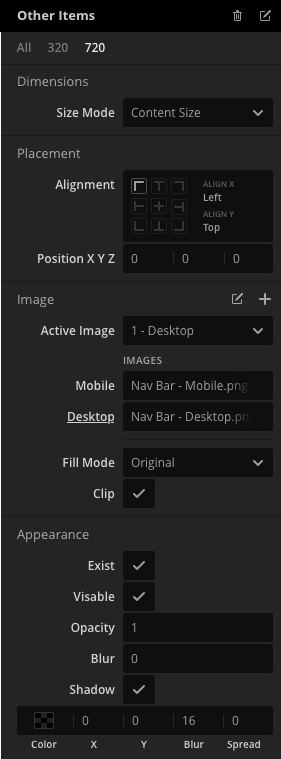 Other Items
All 320 720
Dimensions
Size Mode Content Size
Placement
Alignment ALIGN X
Left
ALIGN Y
Top
Position X Y Z 0 0 0
Image
Active Image 1 - Desktop
IMAGES
Mobile Nav Bar - Mobile.png
Desktop Nav Bar - Desktop.pn
Fill Mode Original
Clip
Appearance
Exist
Visable
Opacity 1
Blur 0
Shadow
0 0 16 0
Color X Y Blur Spread